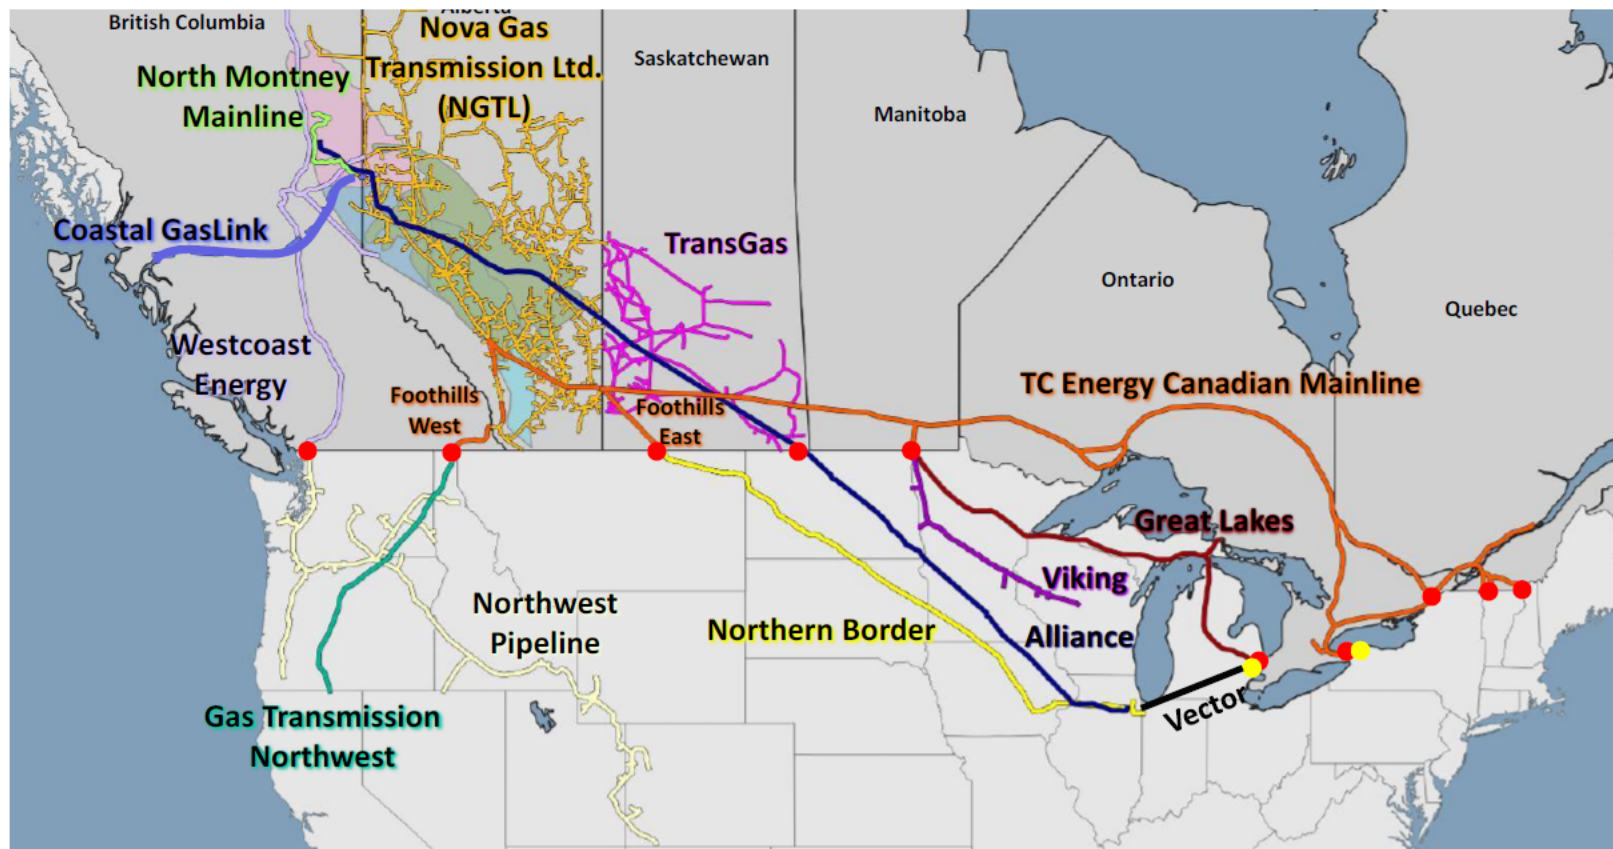 British Columbia
Alberta
Nova Gas
Transmission Ltd.
(NGTL)
North Montney
Mainline
Saskatchewan
Manitoba
Coastal GasLink
TransGas
Ontario
Quebec
Westcoast
Energy
Foothills
West
Foothills
East
TC Energy Canadian Mainline
Great Lakes
Viking
Northwest
Pipeline
Northern Border
Alliance
Vector
Gas Transmission
Northwest